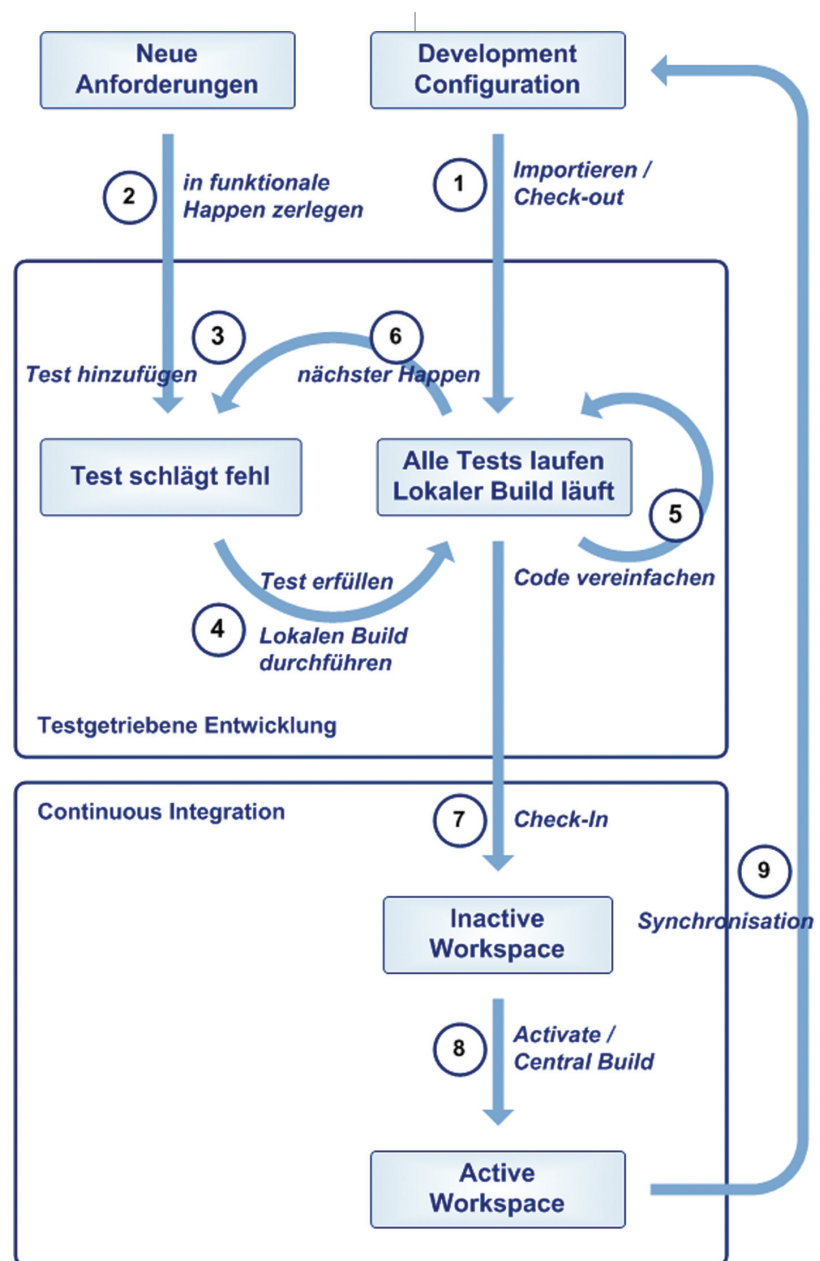 Neue
Anforderungen
Development
Configuration
2
in funktionale
Happen zerlegen
1
Importieren /
Check-out
3
Test hinzufügen
6
nächster Happen
Test schlägt fehl
Alle Tests laufen
Lokaler Build läuft
5
Code vereinfachen
4
Test erfüllen
Lokalen Build
durchführen
Testgetriebene Entwicklung
Continuous Integration
7
Check-In
9
Synchronisation
Inactive
Workspace
8
Activate /
Central Build
Active
Workspace